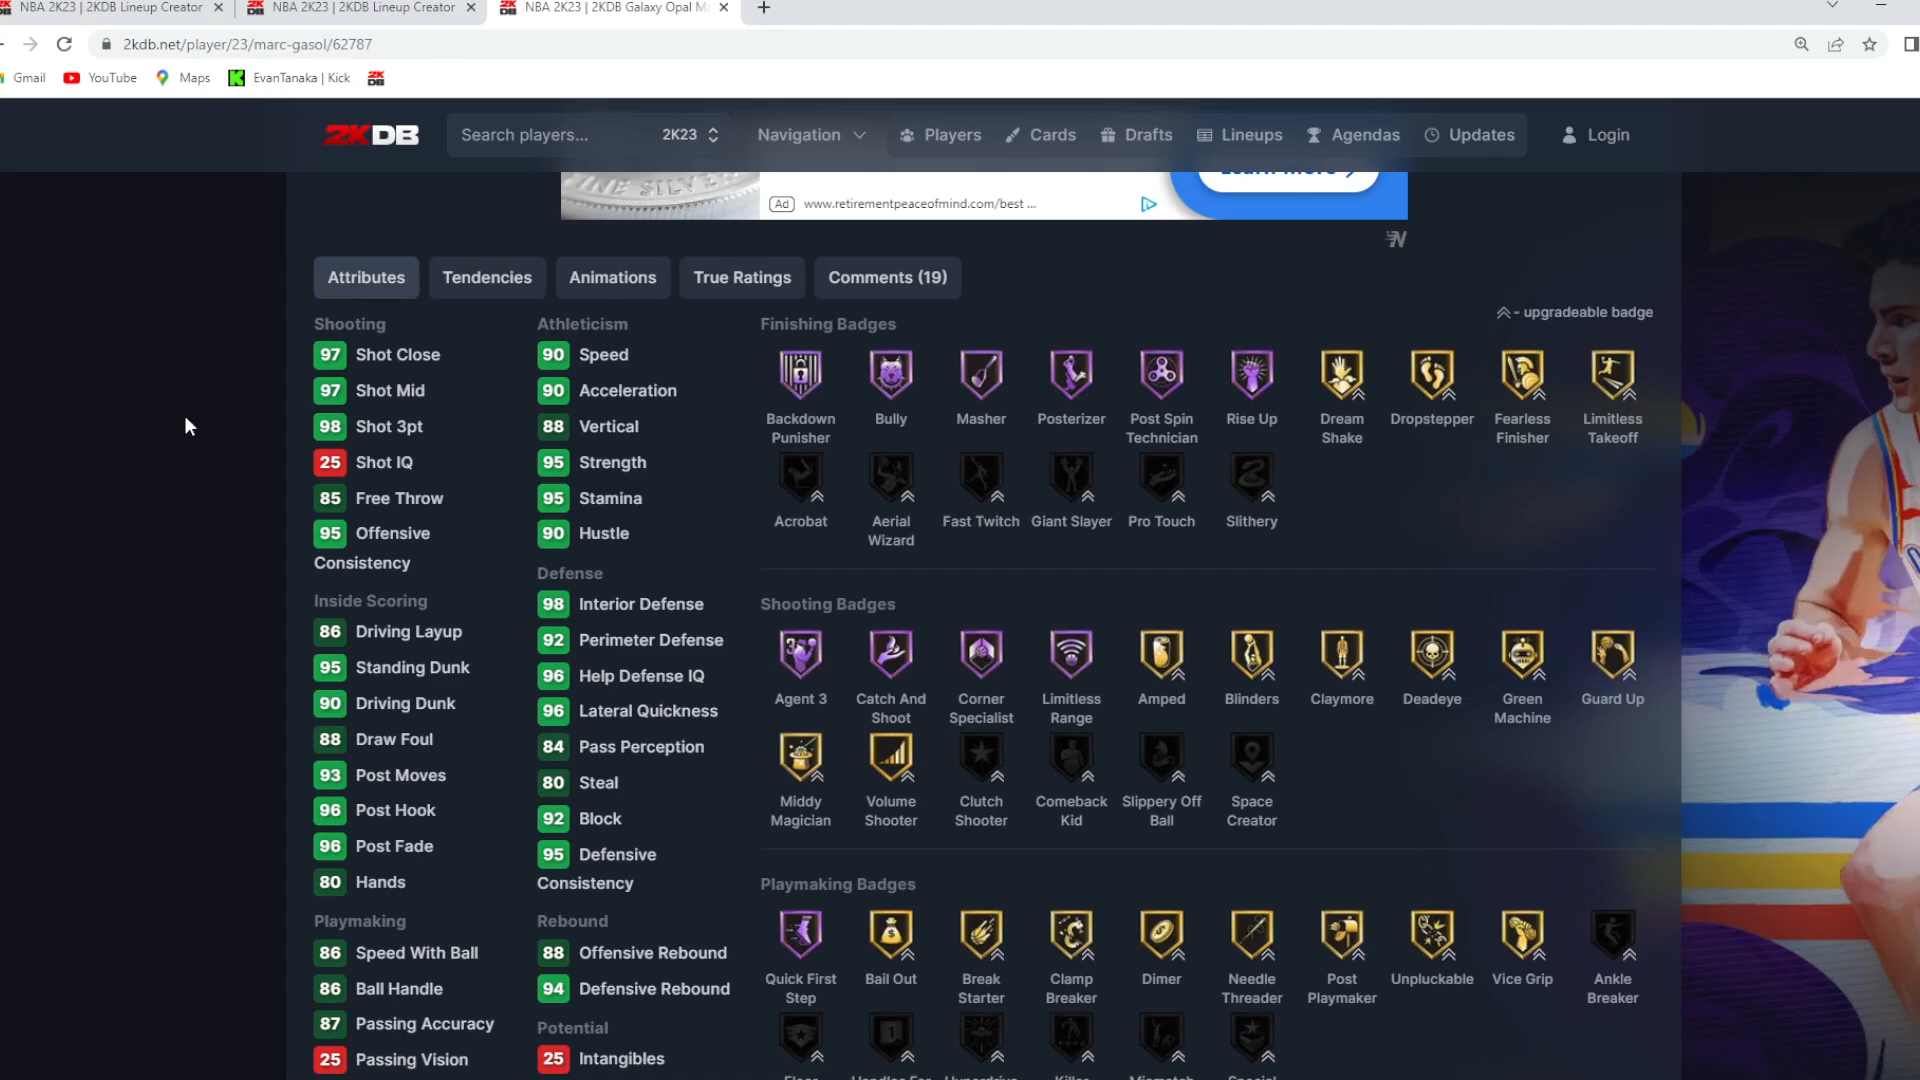 NBA 2K23 | 2KDB Lineup Creator
NBA 2K23 | 2KDB Lineup Creator
NBA 2K23 | 2KDB Galaxy Opal M
2kdb.net/player/23/marc-gasol/62787
Gmail YouTube Maps EvanTanaka | Kick
2KDB Search players... 2K23 Navigation Players Cards Drafts Lineups Agendas Updates Login
Learn More
Ad www.retirementpeaceofmind.com/best ...
Attributes Tendencies Animations True Ratings Comments (19)
- upgradeable badge
Shooting
97 Shot Close
97 Shot Mid
98 Shot 3pt
25 Shot IQ
85 Free Throw
95 Offensive
Consistency
Inside Scoring
86 Driving Layup
95 Standing Dunk
90 Driving Dunk
88 Draw Foul
93 Post Moves
96 Post Hook
96 Post Fade
80 Hands
Playmaking
86 Speed With Ball
86 Ball Handle
87 Passing Accuracy
25 Passing Vision
Athleticism
90 Speed
90 Acceleration
88 Vertical
95 Strength
95 Stamina
90 Hustle
Defense
98 Interior Defense
92 Perimeter Defense
96 Help Defense IQ
96 Lateral Quickness
84 Pass Perception
80 Steal
92 Block
95 Defensive
Consistency
Rebound
88 Offensive Rebound
94 Defensive Rebound
Potential
25 Intangibles
Finishing Badges
Backdown Bully Masher Posterizer Post Spin Rise Up Dream Dropstepper Fearless Limitless
Punisher Technician Shake Finisher Takeoff
Acrobat Aerial Fast Twitch Giant Slayer Pro Touch Slithery
Wizard
Shooting Badges
Agent 3 Catch And Corner Limitless Amped Blinders Claymore Deadeye Green Guard Up
Shoot Specialist Range Machine
Middy Volume Clutch Comeback Slippery Off Space
Magician Shooter Shooter Kid Ball Creator
Playmaking Badges
Quick First Bail Out Break Clamp Dimer Needle Post Unpluckable Vice Grip Ankle
Step Starter Breaker Threader Playmaker Breaker